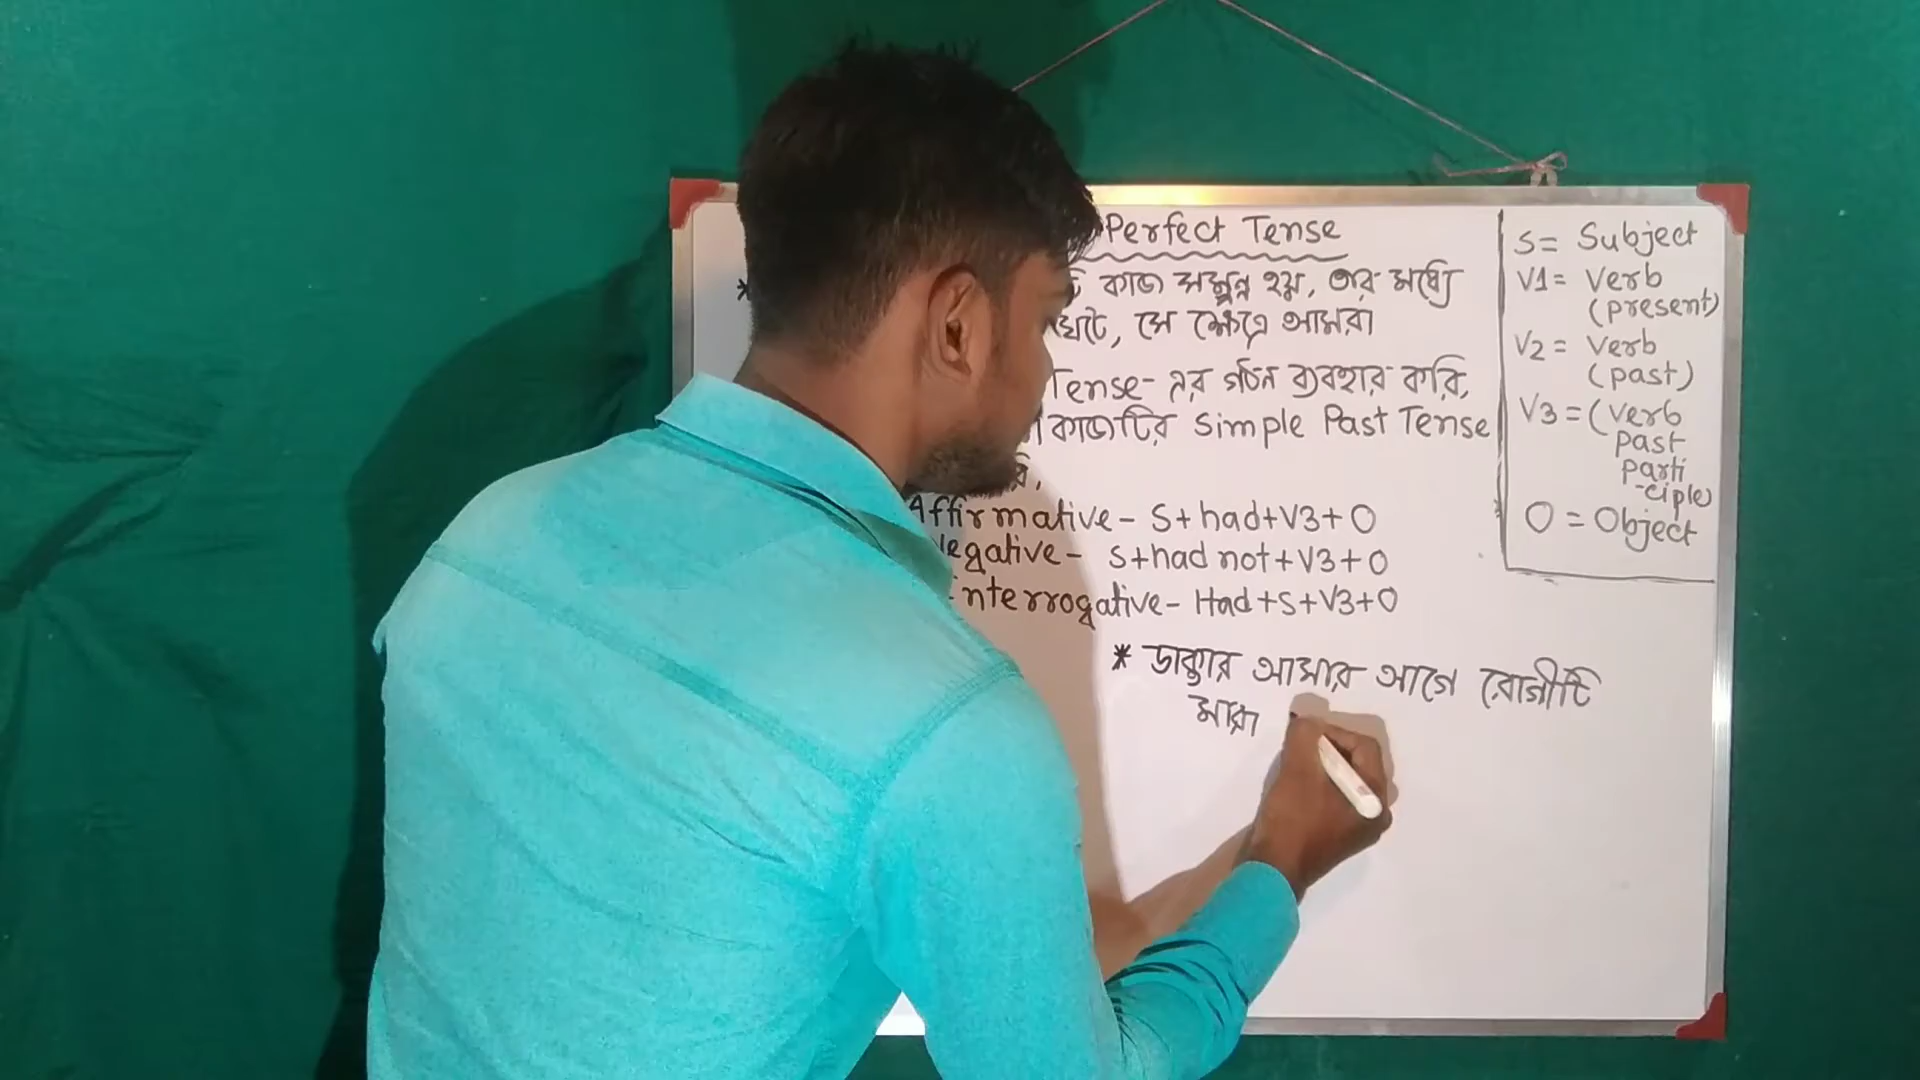 Perfect Tense
* টি কাজ সম্পন্ন হয়, তার মধ্যে
ঘটে, সে ক্ষেত্রে আমরা
Tense- এর গঠন ব্যবহার করি,
কাজটির Simple Past Tense
রি,
Affirmative- S+had+V3+O
Negative- S+had not+V3+O
Interrogative- Had+S+V3+O
* ডাক্তার আসার আগে রোগীটি
মারা
S= Subject
V1= Verb
(present)
V2= Verb
(past)
V3=(Verb
past
parti
-ciple)
O = Object